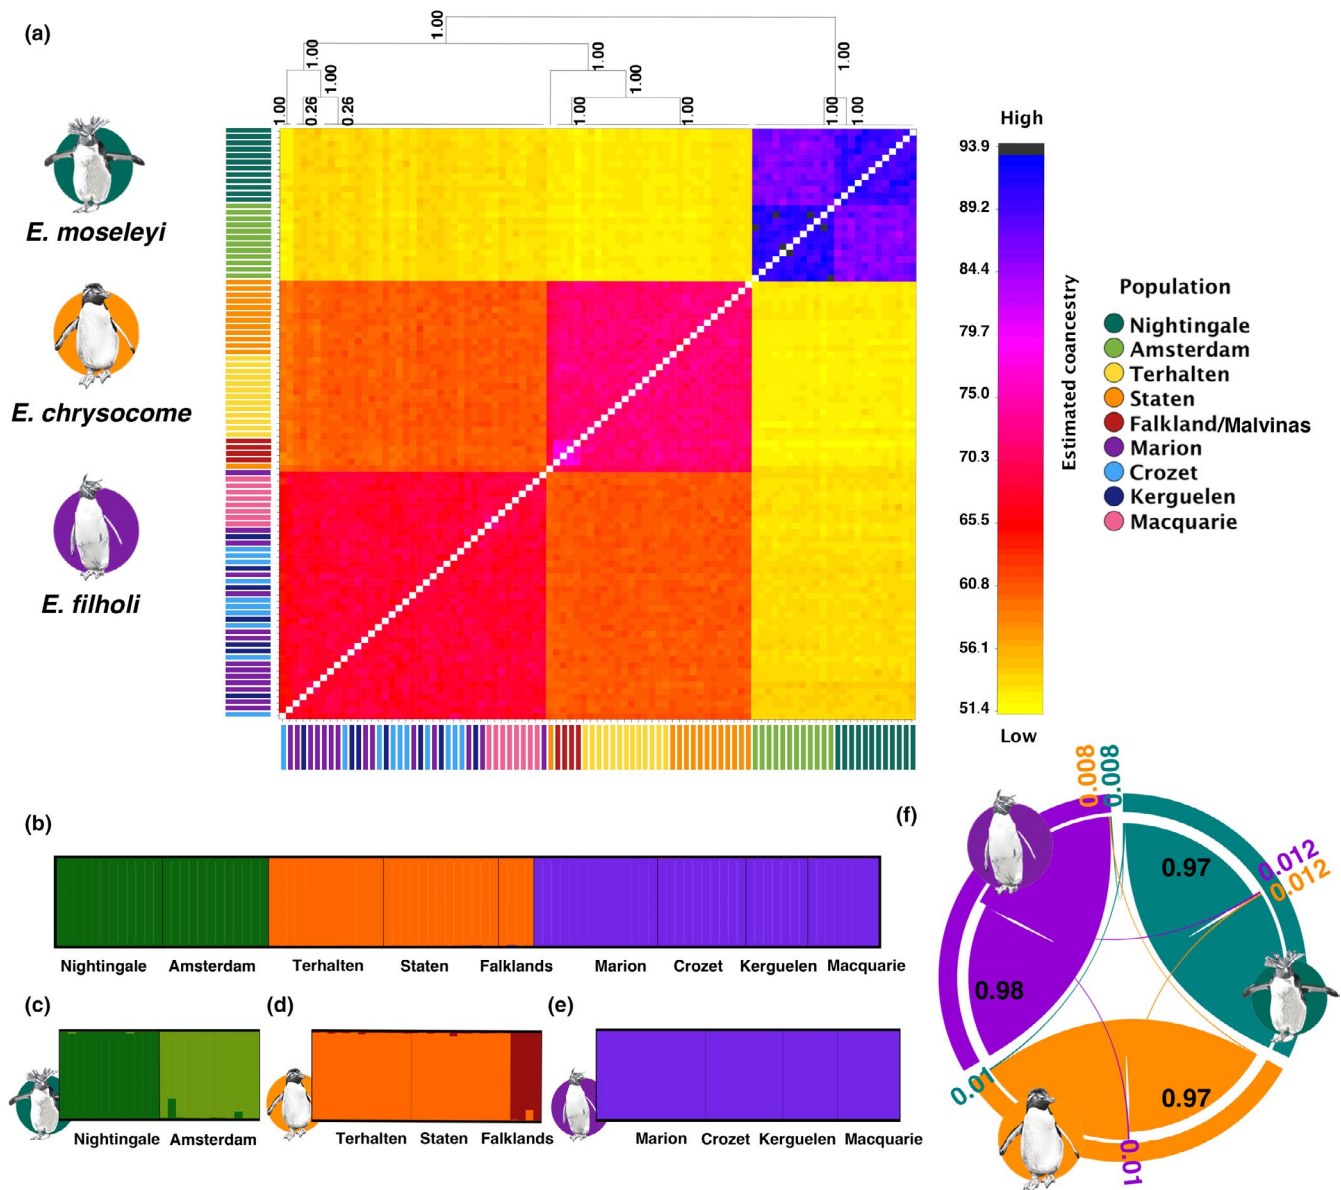 (a)
1.00
1.00
1.00
1.00
1.00
1.00
1.00
0.26
0.26
1.00
1.00
1.00
1.00
E. moseleyi
E. chrysocome
E. filholi
High
93.9
89.2
84.4
79.7
75.0
70.3
65.5
60.8
56.1
51.4
Low
Estimated coancestry
Population
Nightingale
Amsterdam
Terhalten
Staten
Falkland/Malvinas
Marion
Crozet
Kerguelen
Macquarie
(b)
Nightingale Amsterdam Terhalten Staten Falklands Marion Crozet Kerguelen Macquarie
(c)
Nightingale Amsterdam
(d)
Terhalten Staten Falklands
(e)
Marion Crozet Kerguelen Macquarie
(f)
0.008
0.008
0.97
0.012
0.012
0.98
0.01
0.97
0.01